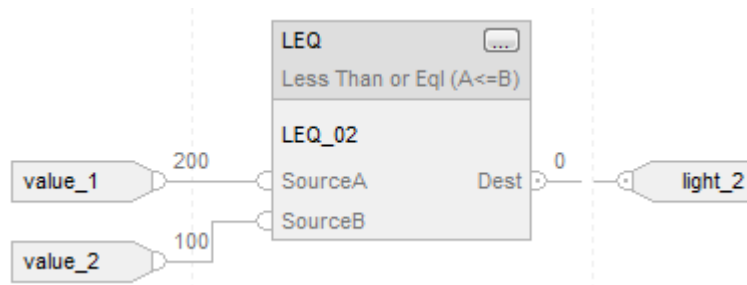 LEQ
...
Less Than or Eql (A<=B)
LEQ_02
200
0
value_1
SourceA
Dest
light_2
SourceB
100
value_2